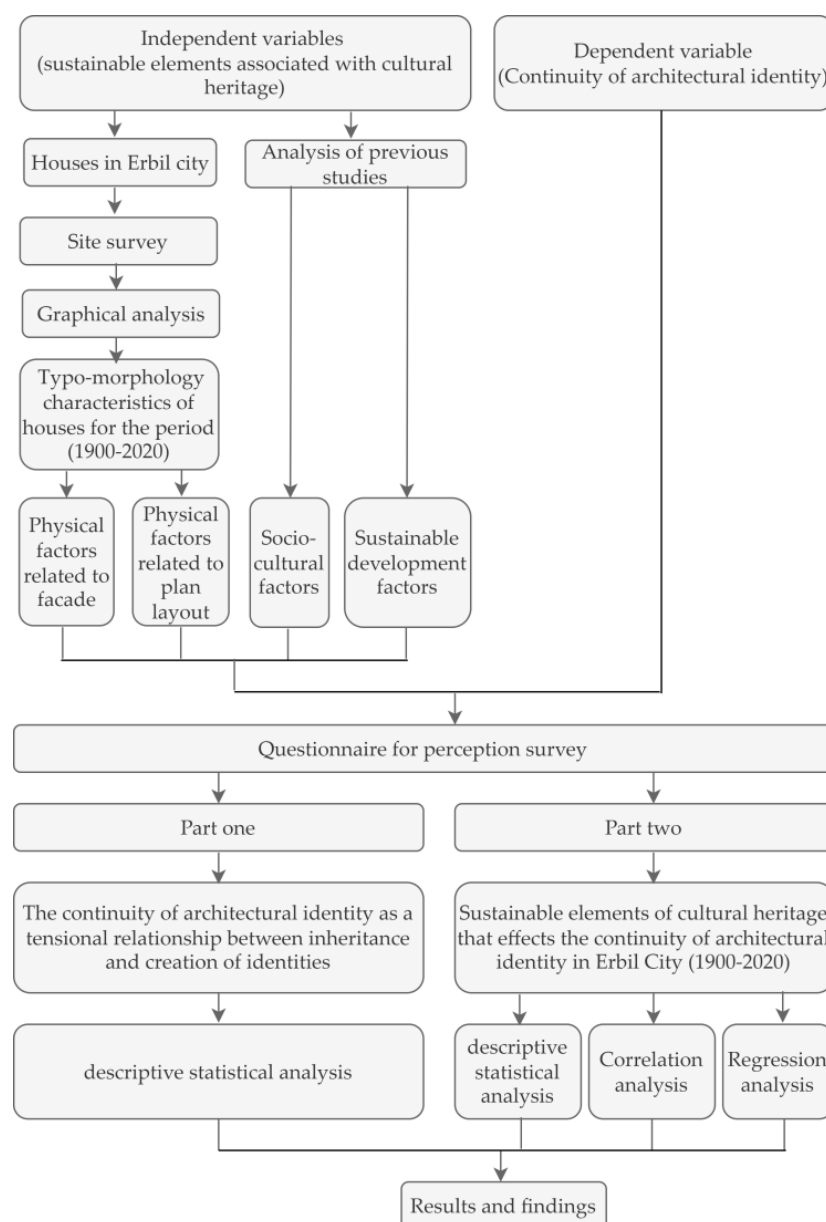 Independent variables
(sustainable elements associated with cultural
heritage)
Dependent variable
(Continuity of architectural identity)
Houses in Erbil city
Analysis of previous
studies
Site survey
Graphical analysis
Typo-morphology
characteristics of
houses for the period
(1900-2020)
Physical
factors
related to
facade
Physical
factors
related to
plan
layout
Socio-
cultural
factors
Sustainable
development
factors
Questionnaire for perception survey
Part one
Part two
The continuity of architectural identity as a
tensional relationship between inheritance
and creation of identities
Sustainable elements of cultural heritage
that effects the continuity of architectural
identity in Erbil City (1900-2020)
descriptive statistical analysis
descriptive
statistical
analysis
Correlation
analysis
Regression
analysis
Results and findings